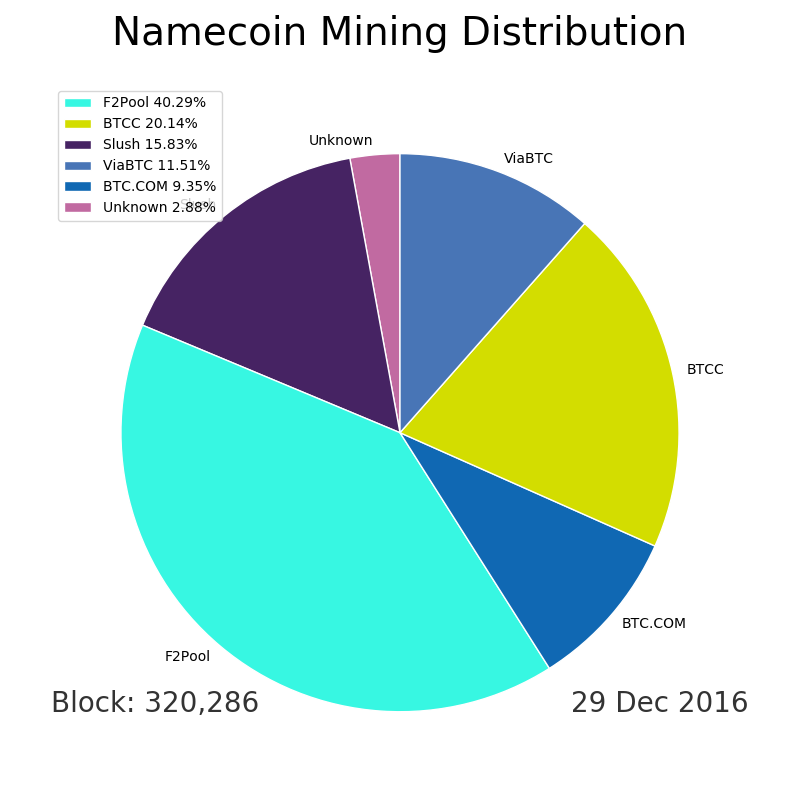 Namecoin Mining Distribution
F2Pool 40.29%
BTCC 20.14%
Slush 15.83%
ViaBTC 11.51%
BTC.COM 9.35%
Unknown 2.88%
Unknown
ViaBTC
Slush
BTCC
BTC.COM
F2Pool
Block: 320,286
29 Dec 2016